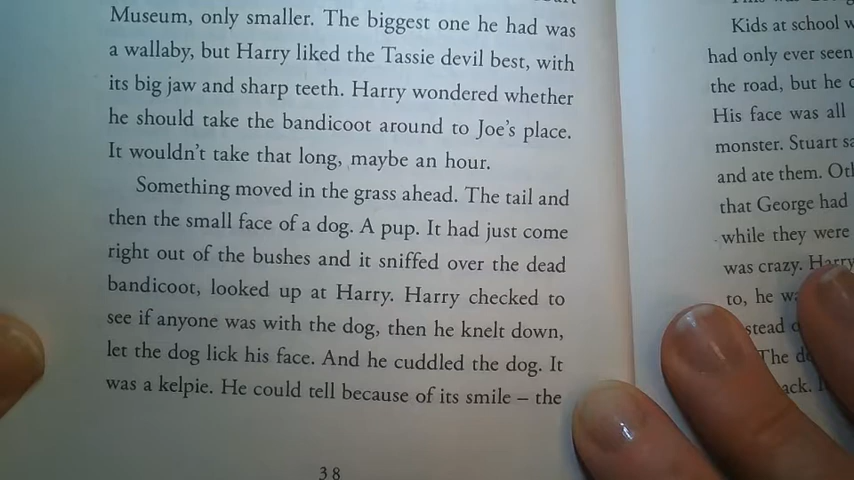 Museum, only smaller. The biggest one he had was
a wallaby, but Harry liked the Tassie devil best, with
its big jaw and sharp teeth. Harry wondered whether
he should take the bandicoot around to Joe's place.
It wouldn't take that long, maybe an hour.
Something moved in the grass ahead. The tail and
then the small face of a dog. A pup. It had just come
right out of the bushes and it sniffed over the dead
bandicoot, looked up at Harry. Harry checked to
see if anyone was with the dog, then he knelt down,
let the dog lick his face. And he cuddled the dog. It
was a kelpie. He could tell because of its smile – the
38
Kids at school
had only ever seen
the road, but he
His face was all
monster. Stuart
and ate them.
that George had
while they were
was crazy. Harry
to, he
The